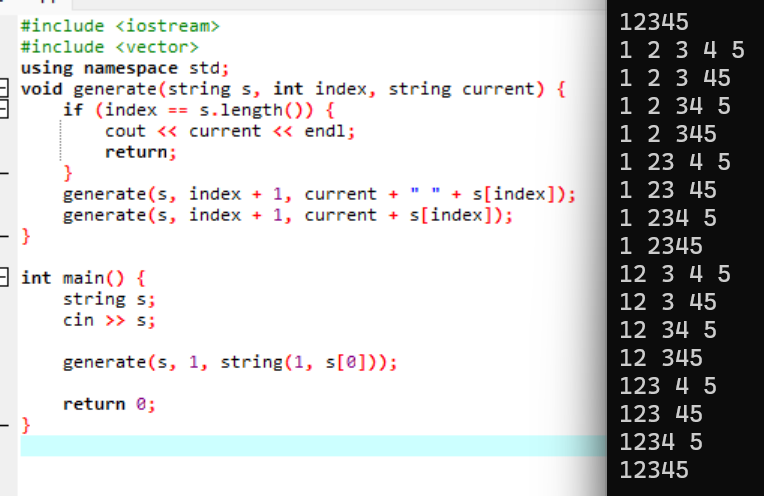 #include <iostream>
#include <vector>
using namespace std;
void generate(string s, int index, string current) {
    if (index == s.length()) {
        cout << current << endl;
        return;
    }
    generate(s, index + 1, current + " " + s[index]);
    generate(s, index + 1, current + s[index]);
}

int main() {
    string s;
    cin >> s;

    generate(s, 1, string(1, s[0]));

    return 0;
}
12345
1 2 3 4 5
1 2 3 45
1 2 34 5
1 2 345
1 23 4 5
1 23 45
1 234 5
1 2345
12 3 4 5
12 3 45
12 34 5
12 345
123 4 5
123 45
1234 5
12345